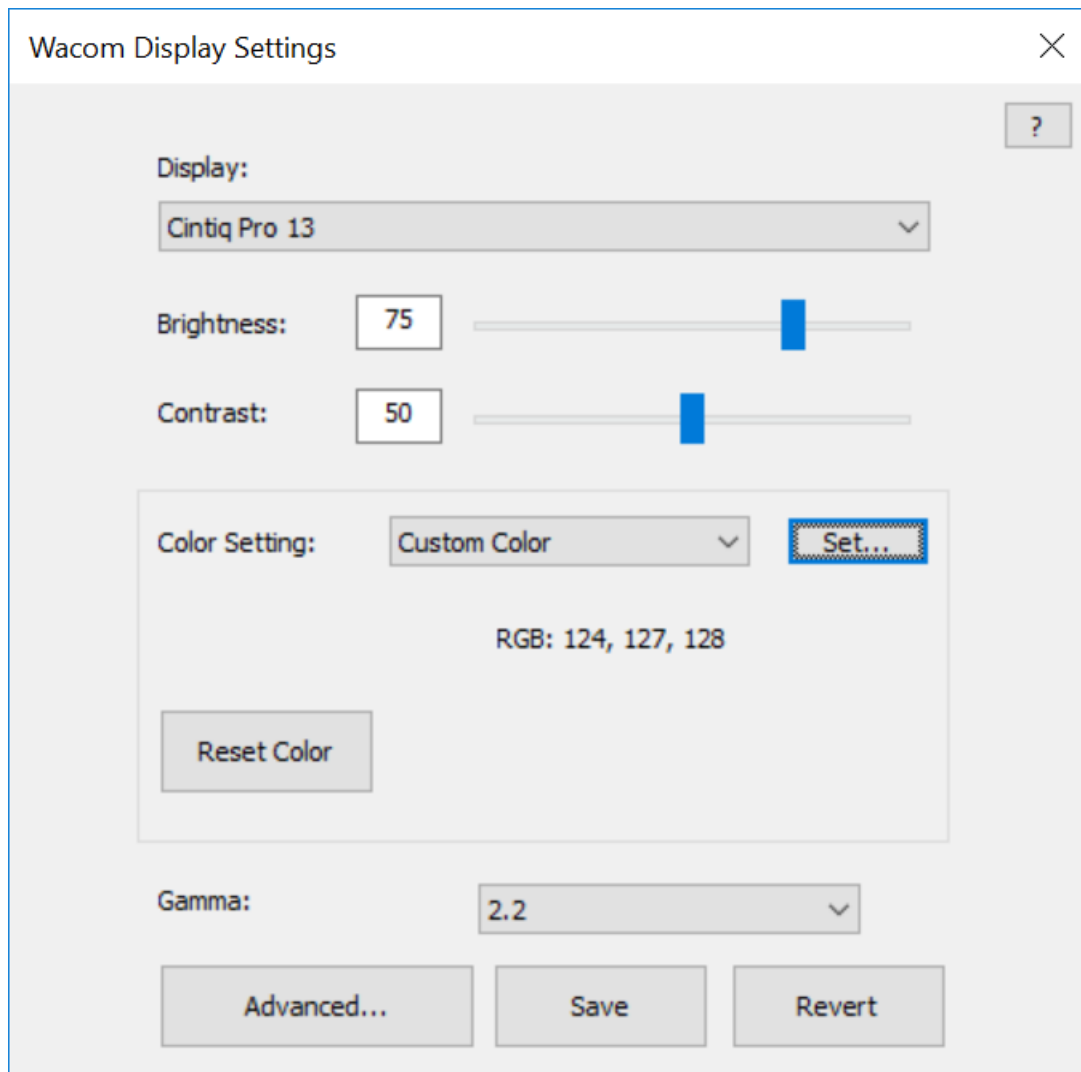 Wacom Display Settings
?
Display:
Cintiq Pro 13
Brightness: 75
Contrast: 50
Color Setting: Custom Color Set...
RGB: 124, 127, 128
Reset Color
Gamma: 2.2
Advanced... Save Revert